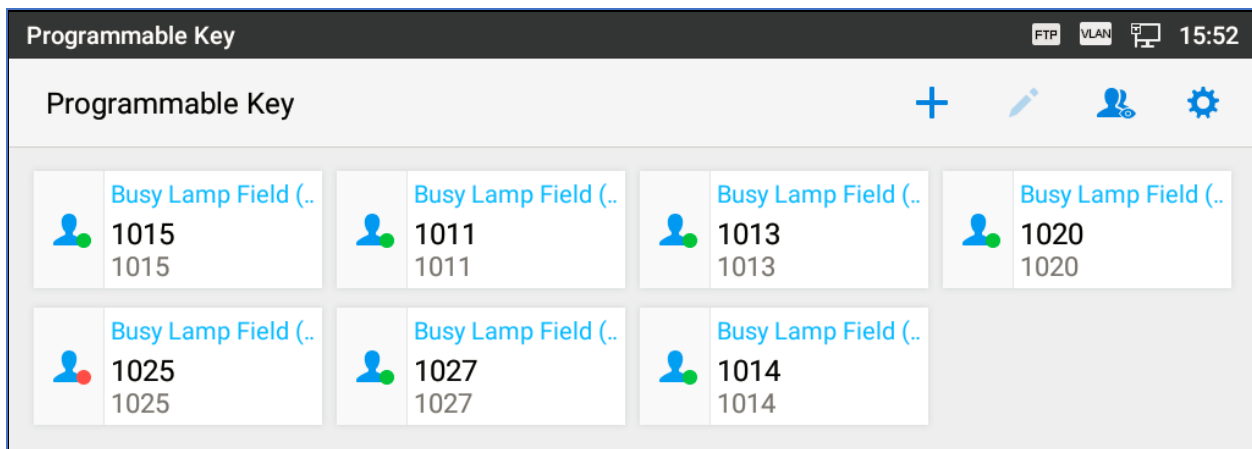 Programmable Key
FTP VLAN 15:52
Programmable Key
Busy Lamp Field (..
1015
1015
Busy Lamp Field (..
1011
1011
Busy Lamp Field (..
1013
1013
Busy Lamp Field (..
1020
1020
Busy Lamp Field (..
1025
1025
Busy Lamp Field (..
1027
1027
Busy Lamp Field (..
1014
1014